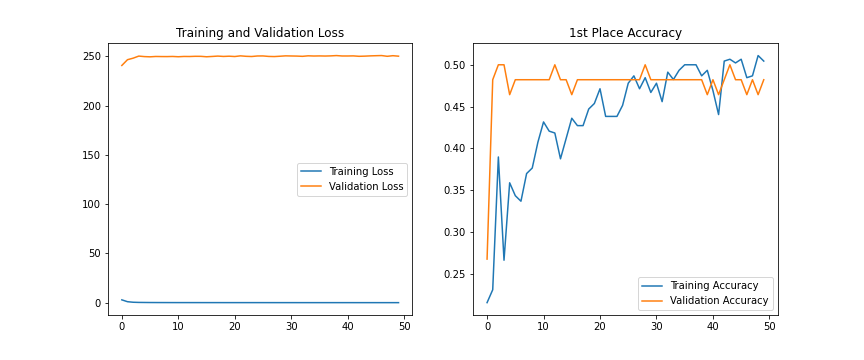 Training and Validation Loss
250
200
150
100
50
0
0 10 20 30 40 50
Training Loss
Validation Loss
1st Place Accuracy
0.50
0.45
0.40
0.35
0.30
0.25
0 10 20 30 40 50
Training Accuracy
Validation Accuracy